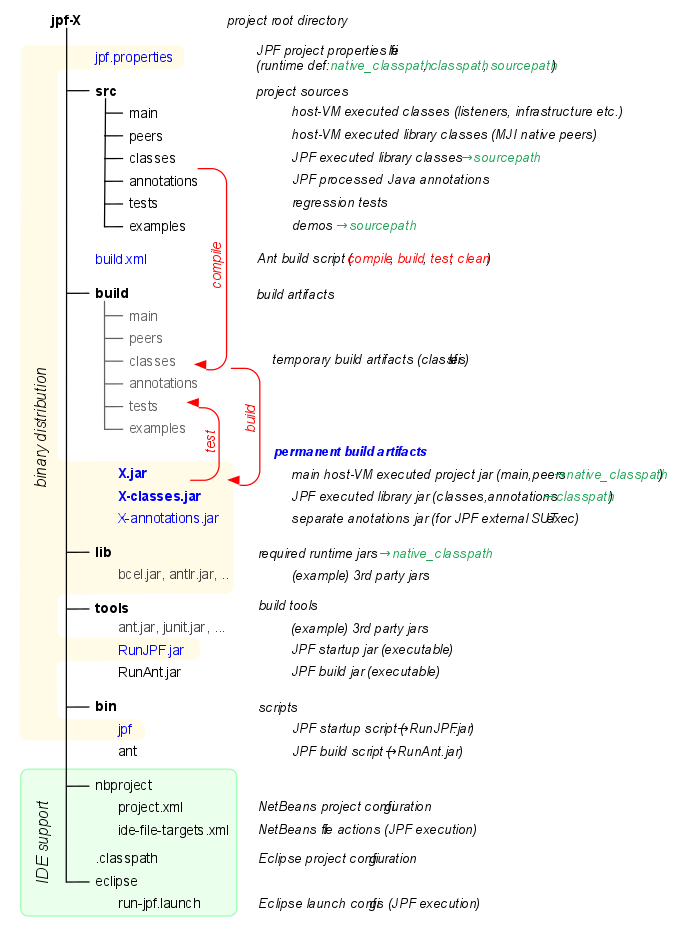 jpf-X project root directory
jpf.properties JPF project properties file
(runtime def: native_classpath, classpath, sourcepath)
src project sources
main host-VM executed classes (listeners, infrastructure etc.)
peers host-VM executed library classes (MJI native peers)
classes JPF executed library classes → sourcepath
annotations JPF processed Java annotations
tests regression tests
examples demos → sourcepath
compile
build.xml Ant build script (compile, build, test, clean)
build build artifacts
main
peers
classes temporary build artifacts (classfiles)
annotations
tests
examples
build
test
binary distribution
permanent build artifacts
X.jar main host-VM executed project jar (main,peers → native_classpath)
X-classes.jar JPF executed library jar (classes,annotations → classpath)
X-annotations.jar separate anotations jar (for JPF external SUT exec)
lib required runtime jars → native_classpath
bcel.jar, antlr.jar, .. (example) 3rd party jars
tools build tools
ant.jar, junit.jar, ... (example) 3rd party jars
RunJPF.jar JPF startup jar (executable)
RunAnt.jar JPF build jar (executable)
bin scripts
jpf JPF startup script (→RunJPF.jar)
ant JPF build script (→RunAnt.jar)
IDE support
nbproject
project.xml NetBeans project configuration
ide-file-targets.xml NetBeans file actions (JPF execution)
.classpath Eclipse project configuration
eclipse
run-jpf.launch Eclipse launch configs (JPF execution)